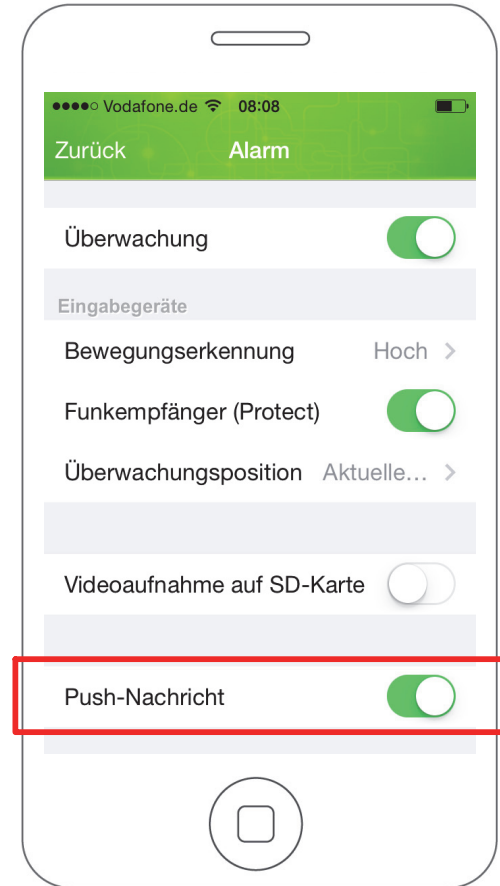 Vodafone.de 08:08
Zurück Alarm
Überwachung
Eingabegeräte
Bewegungserkennung Hoch >
Funkempfänger (Protect)
Überwachungsposition Aktuelle... >
Videoaufnahme auf SD-Karte
Push-Nachricht